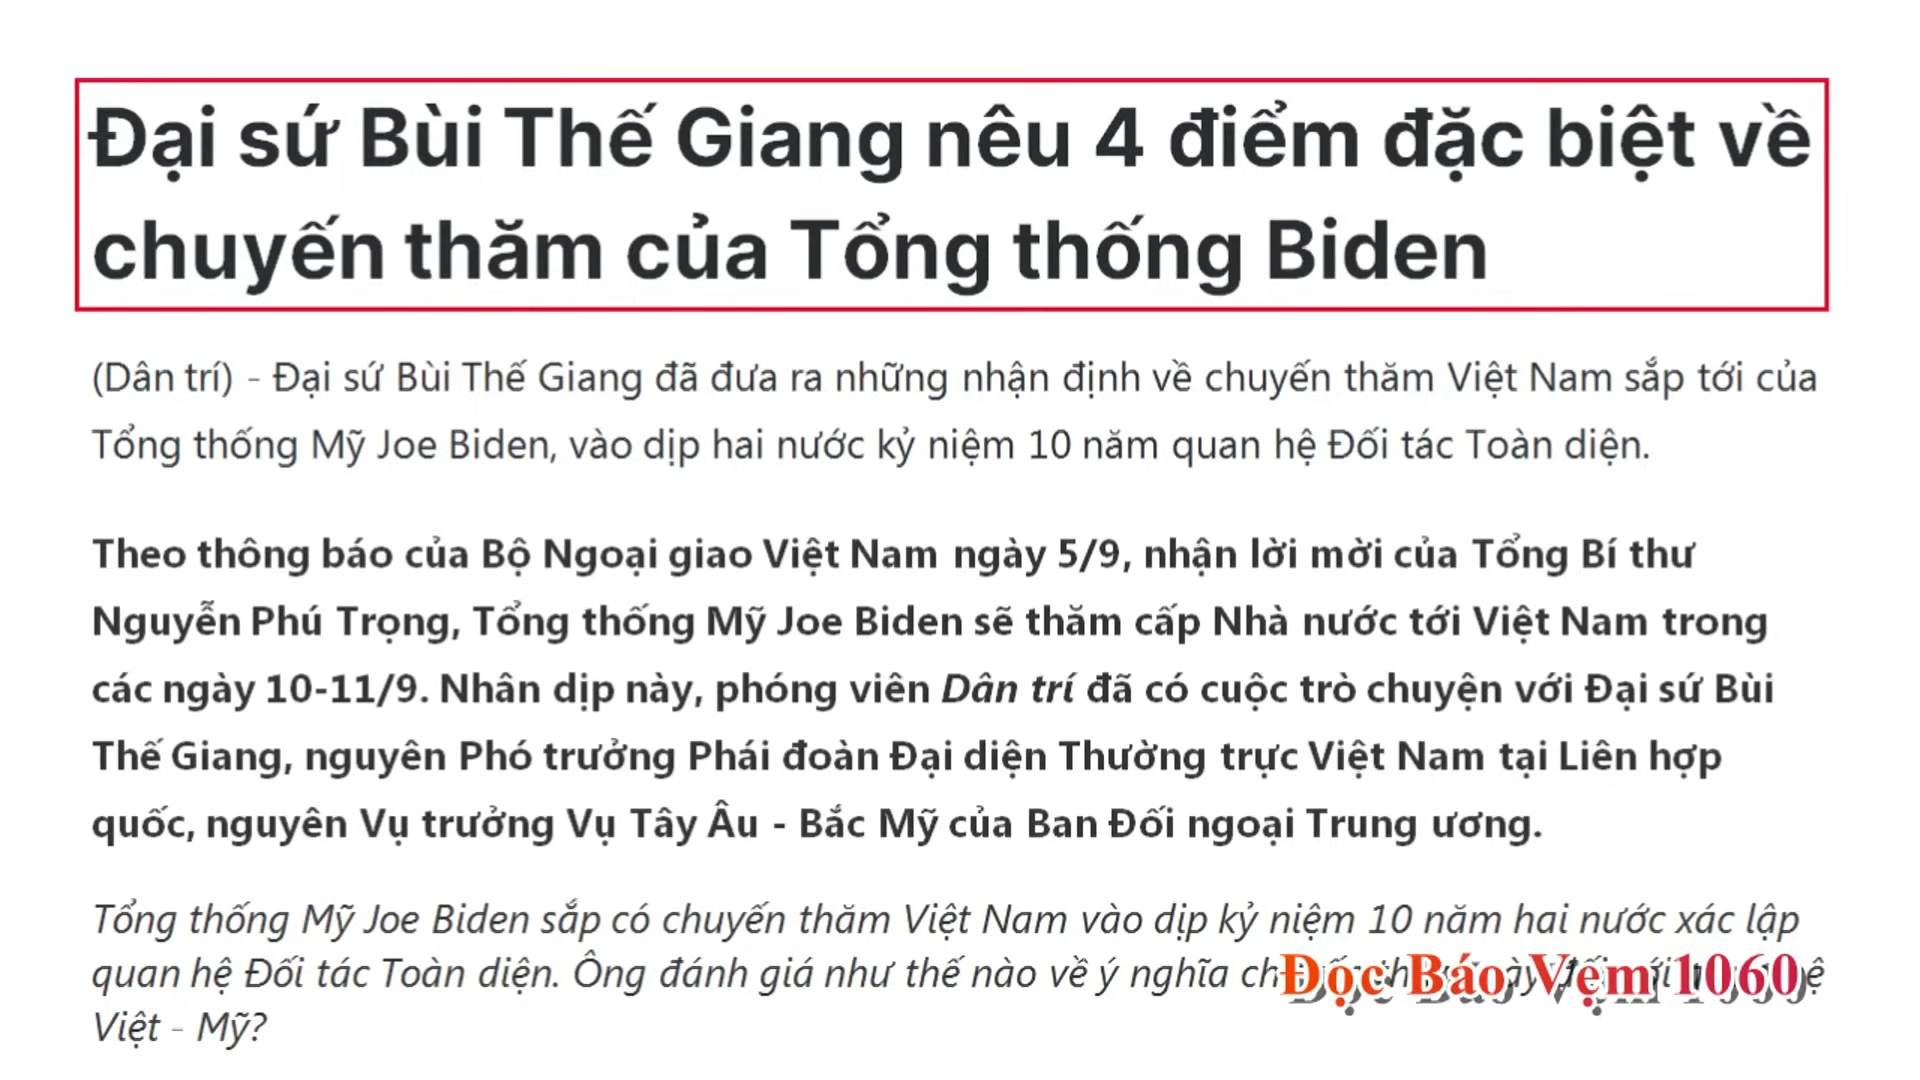 Đại sứ Bùi Thế Giang nêu 4 điểm đặc biệt về
chuyến thăm của Tổng thống Biden
(Dân trí) - Đại sứ Bùi Thế Giang đã đưa ra những nhận định về chuyến thăm Việt Nam sắp tới của
Tổng thống Mỹ Joe Biden, vào dịp hai nước kỷ niệm 10 năm quan hệ Đối tác Toàn diện.
Theo thông báo của Bộ Ngoại giao Việt Nam ngày 5/9, nhận lời mời của Tổng Bí thư
Nguyễn Phú Trọng, Tổng thống Mỹ Joe Biden sẽ thăm cấp Nhà nước tới Việt Nam trong
các ngày 10-11/9. Nhân dịp này, phóng viên Dân trí đã có cuộc trò chuyện với Đại sứ Bùi
Thế Giang, nguyên Phó trưởng Phái đoàn Đại diện Thường trực Việt Nam tại Liên hợp
quốc, nguyên Vụ trưởng Vụ Tây Âu - Bắc Mỹ của Ban Đối ngoại Trung ương.
Tổng thống Mỹ Joe Biden sắp có chuyến thăm Việt Nam vào dịp kỷ niệm 10 năm hai nước xác lập
quan hệ Đối tác Toàn diện. Ông đánh giá như thế nào về ý nghĩa
Đọc Báo Vẹm 1060
Việt - Mỹ?